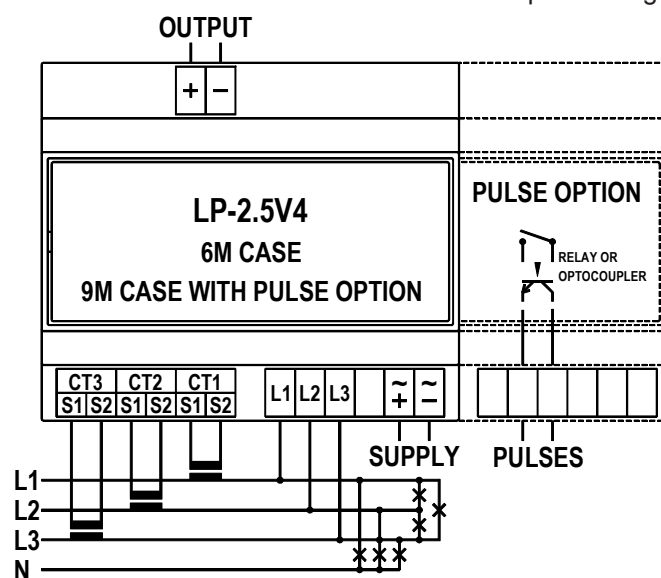 OUTPUT
+ −
LP-2.5V4
6M CASE
9M CASE WITH PULSE OPTION
PULSE OPTION
RELAY OR
OPTOCOUPLER
CT3 CT2 CT1
S1 S2 S1 S2 S1 S2
L1 L2 L3
~ ~
+ −
SUPPLY
PULSES
L1
L2
L3
N